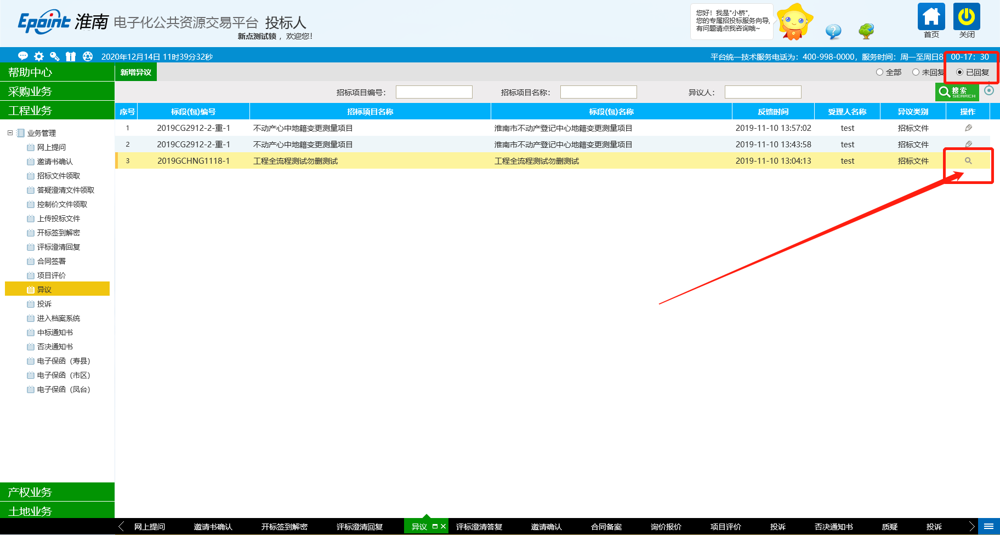 Epoint 淮南 电子化公共资源交易平台 投标人
新点测试锁 ，欢迎您！
您好！我是"小桥",
您的专属招投标服务向导,
有问题请点我咨询哦~
首页
关闭
2020年12月14日 11时39分32秒
平台统一技术服务电话为：400-998-0000，服务时间：周一至周日8 00-17：30
帮助中心
采购业务
工程业务
业务管理
网上提问
邀请书确认
招标文件领取
答疑澄清文件领取
控制价文件领取
上传投标文件
开标签到解密
评标澄清回复
合同签署
项目评价
异议
投诉
进入档案系统
中标通知书
否决通知书
电子保函（寿县）
电子保函（市区）
电子保函（凤台）
产权业务
土地业务
新增异议
全部 未回复 已回复
招标项目编号： 招标项目名称： 异议人： 搜索 SEARCH
序号 标段(包)编号 招标项目名称 标段(包)名称 反馈时间 受理人名称 异议类别 操作
1 2019CG2912-2-重-1 不动产心中地籍变更测量项目 淮南市不动产登记中心地籍变更测量项目 2019-11-10 13:57:02 test 招标文件
2 2019CG2912-2-重-1 不动产心中地籍变更测量项目 淮南市不动产登记中心地籍变更测量项目 2019-11-10 13:43:58 test 招标文件
3 2019GCHNG1118-1 工程全流程测试勿删测试 工程全流程测试勿删测试 2019-11-10 13:04:13 test 招标文件
网上提问 邀请书确认 开标签到解密 评标澄清回复 异议 评标澄清答复 邀请确认 合同备案 询价报价 项目评价 投诉 否决通知书 质疑 投诉